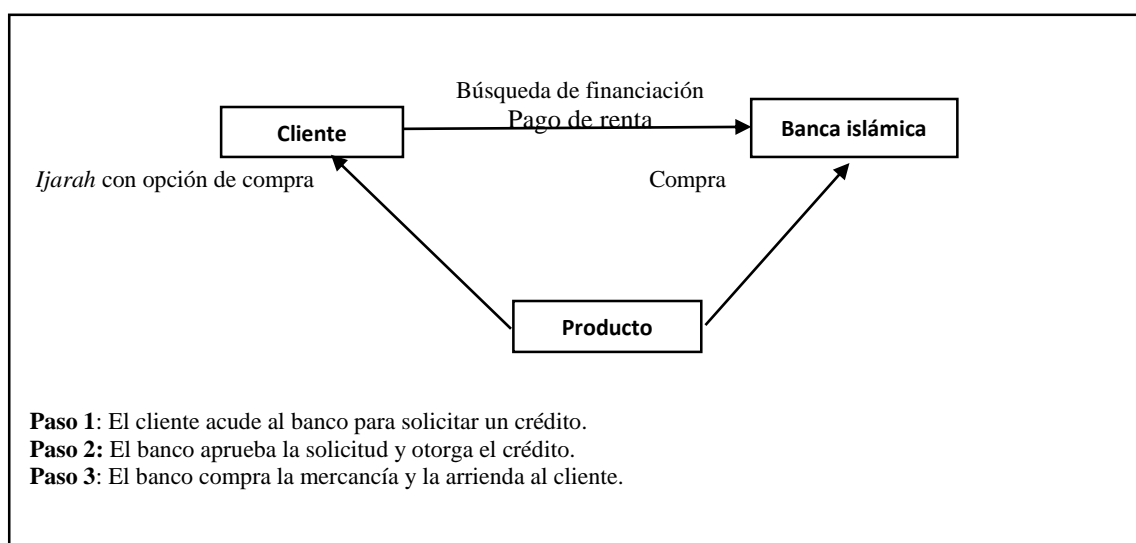 Búsqueda de financiación
Cliente
Pago de renta
Banca islámica
Ijarah con opción de compra
Compra
Producto
Paso 1: El cliente acude al banco para solicitar un crédito.
Paso 2: El banco aprueba la solicitud y otorga el crédito.
Paso 3: El banco compra la mercancía y la arrienda al cliente.